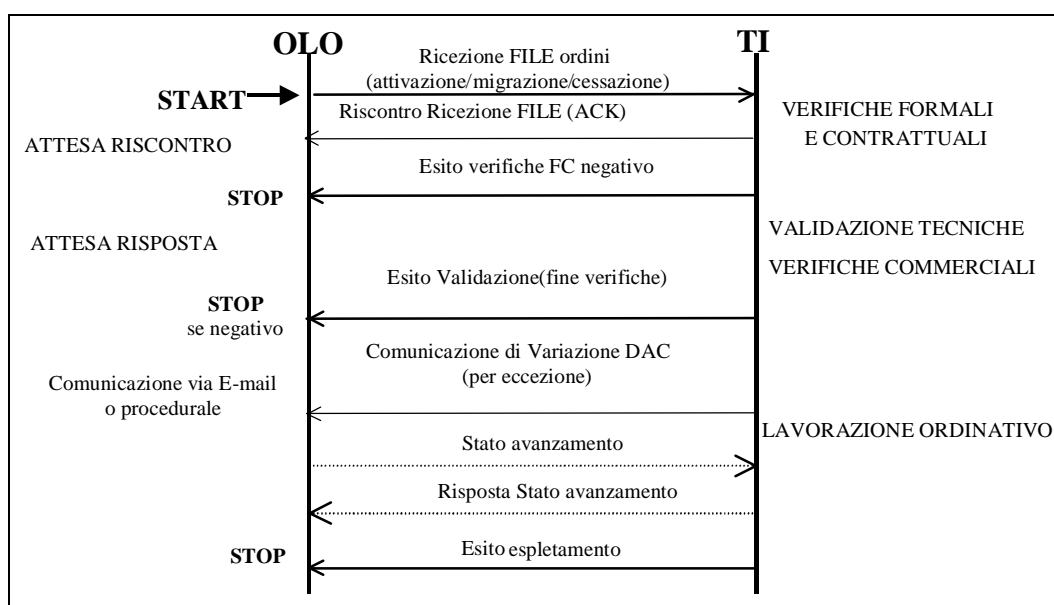 OLO
TI
Ricezione FILE ordini
(attivazione/migrazione/cessazione)
START
Riscontro Ricezione FILE (ACK)
VERIFICHE FORMALI
E CONTRATTUALI
ATTESA RISCONTRO
Esito verifiche FC negativo
STOP
VALIDAZIONE TECNICHE
ATTESA RISPOSTA
VERIFICHE COMMERCIALI
Esito Validazione(fine verifiche)
STOP
se negativo
Comunicazione di Variazione DAC
(per eccezione)
Comunicazione via E-mail
o procedurale
LAVORAZIONE ORDINATIVO
Stato avanzamento
Risposta Stato avanzamento
Esito espletamento
STOP